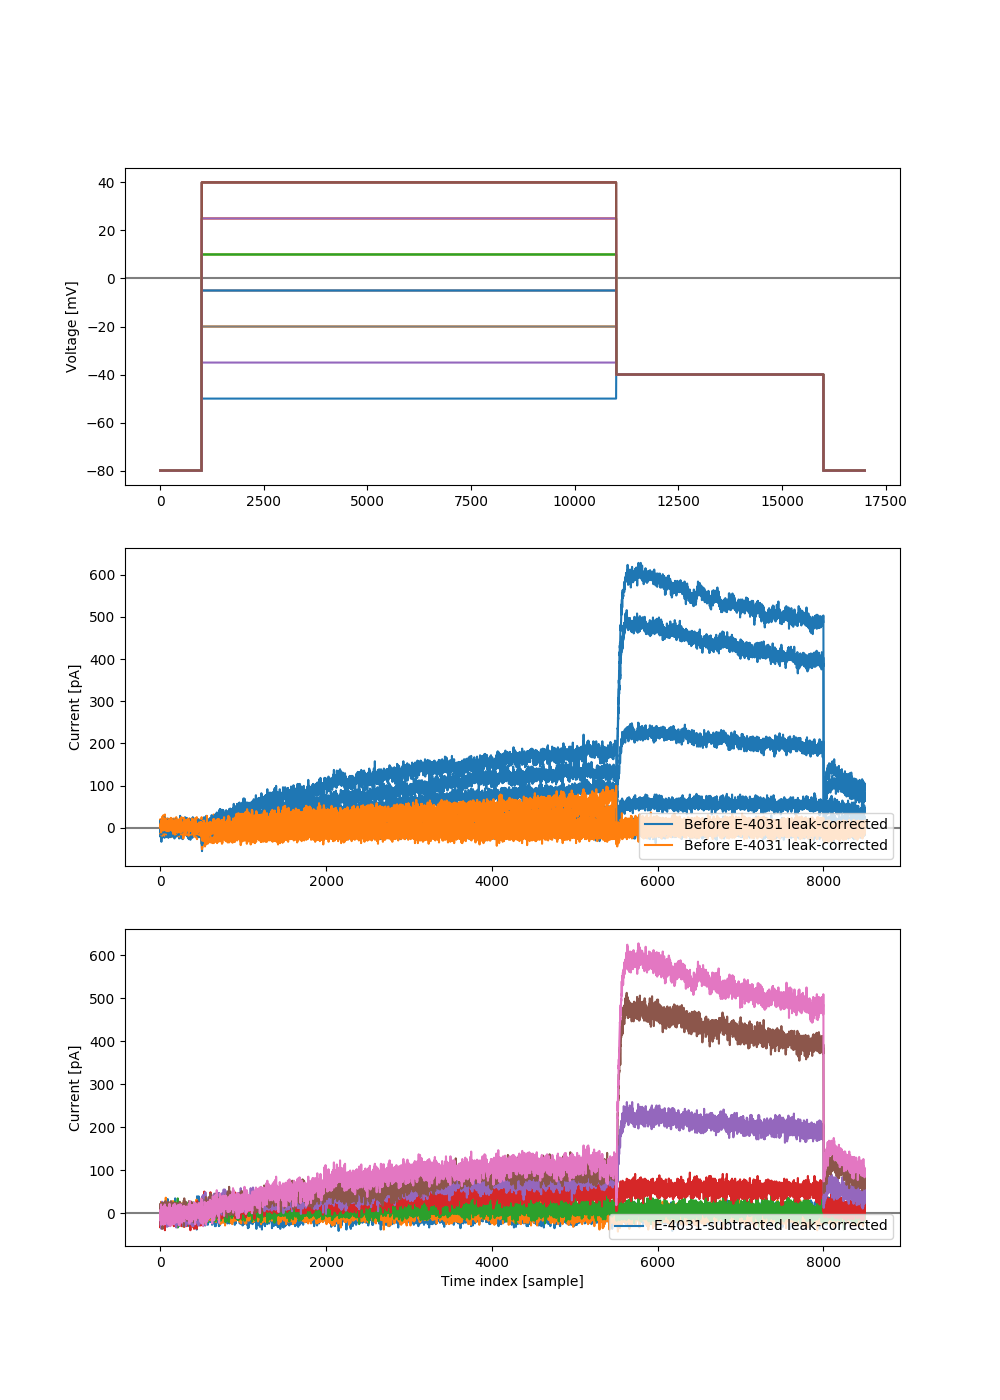 40
20
0
−20
−40
−60
−80
Voltage [mV]
0 2500 5000 7500 10000 12500 15000 17500
600
500
400
300
200
100
0
Current [pA]
Before E-4031 leak-corrected
Before E-4031 leak-corrected
0 2000 4000 6000 8000
600
500
400
300
200
100
0
Current [pA]
E-4031-subtracted leak-corrected
0 2000 4000 6000 8000
Time index [sample]